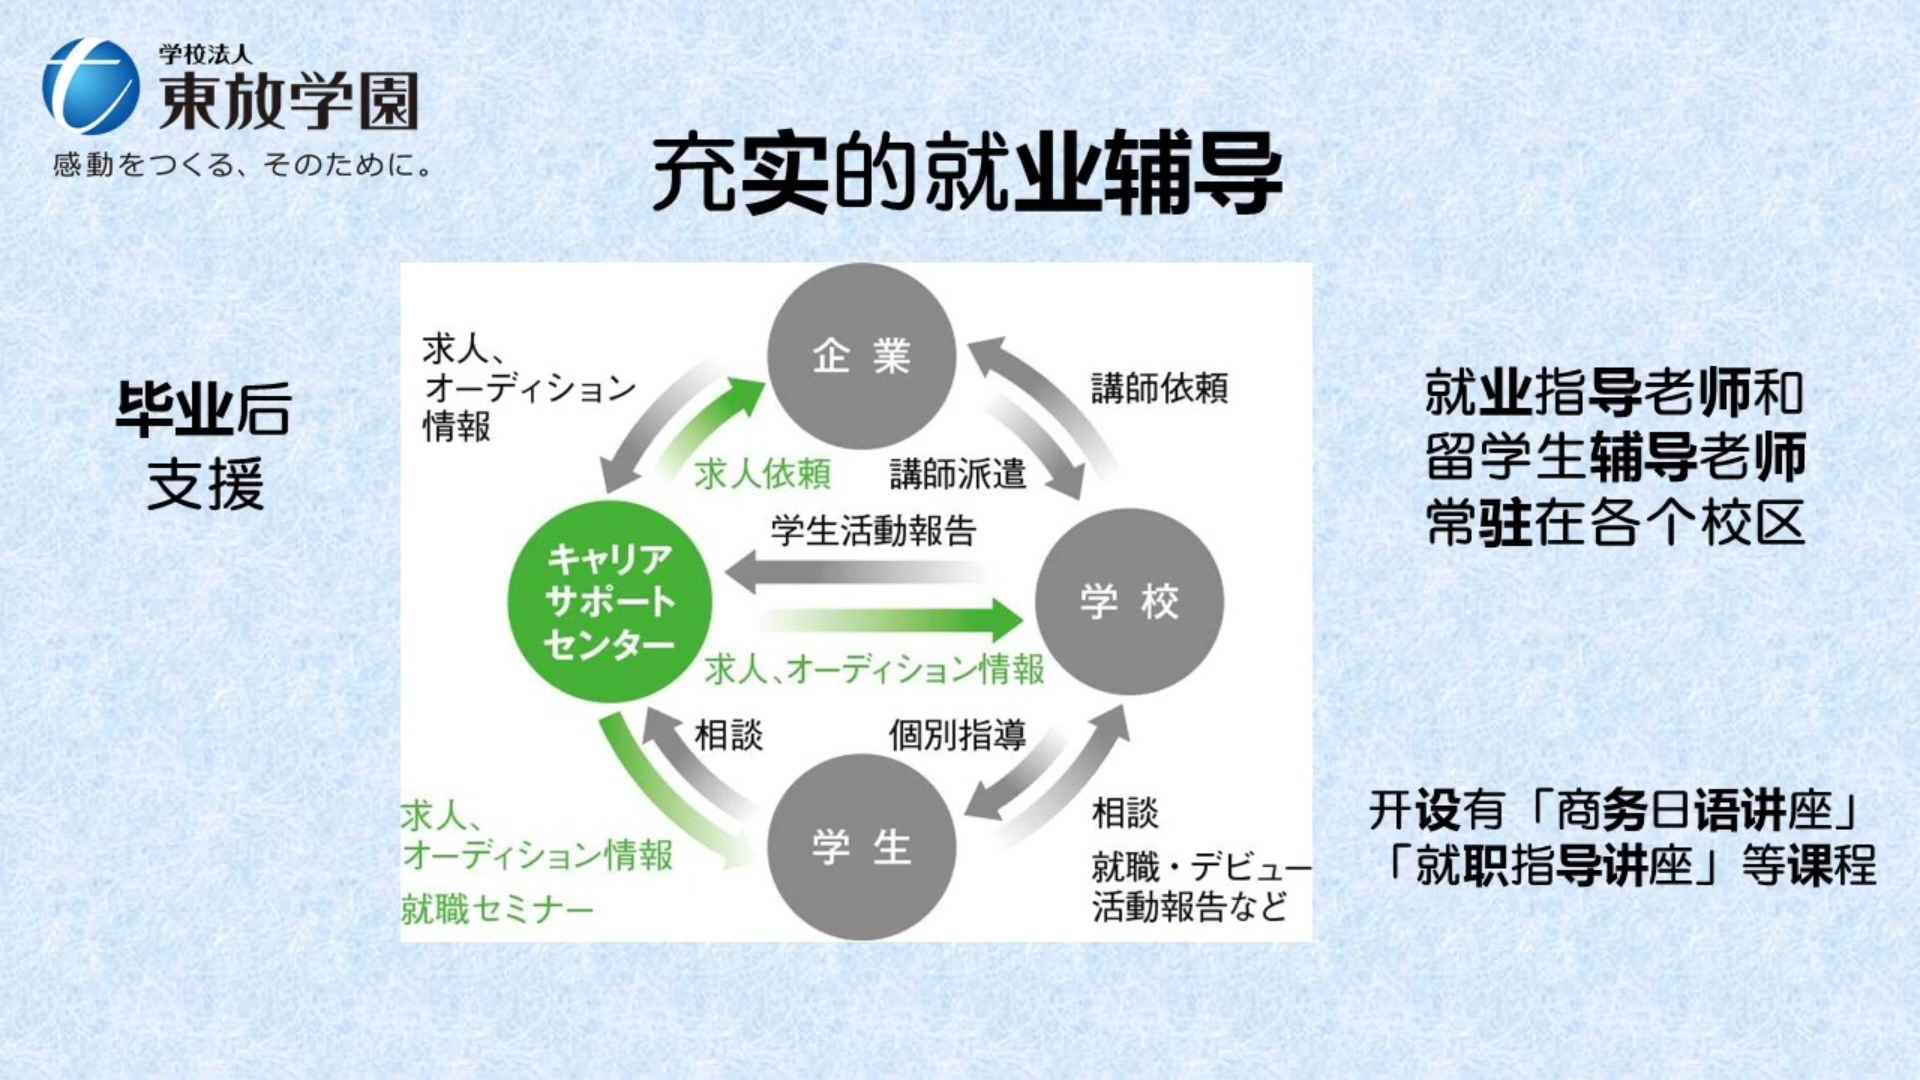 学校法人
東放学園
感動をつくる、そのために。
充实的就业辅导
毕业后
支援
求人、
オーディション
情報
企業
講師依頼
求人依頼
講師派遣
学生活動報告
キャリア
サポート
センター
学校
求人、オーディション情報
相談
個別指導
求人、
オーディション情報
就職セミナー
学生
相談
就職・デビュー
活動報告など
就业指导老师和
留学生辅导老师
常驻在各个校区
开设有「商务日语讲座」
「就职指导讲座」等课程